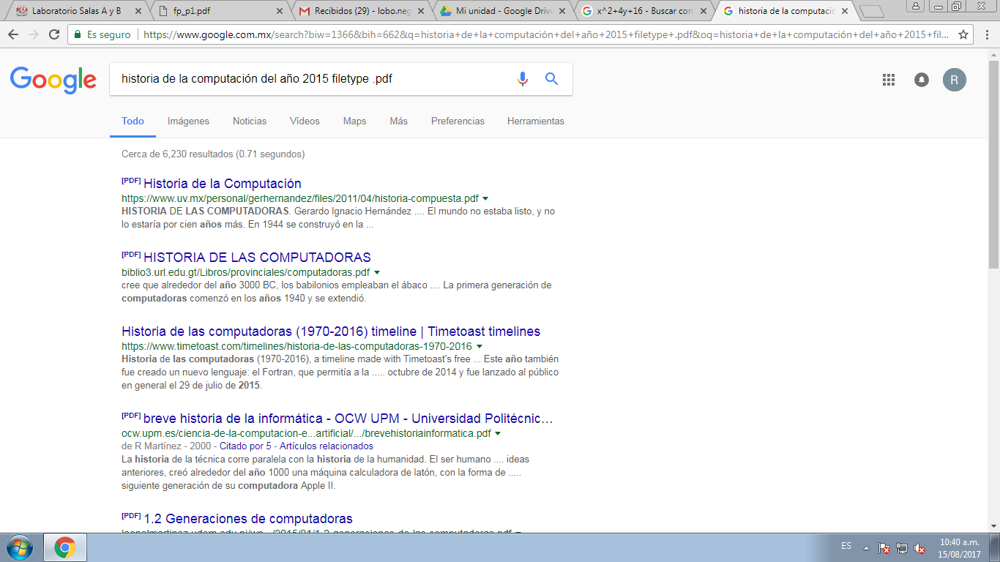 Laboratorio Salas A y B
fp_p1.pdf
Recibidos (29) - lobo.neg
Mi unidad - Google Drive
x^2+4y+16 - Buscar con
historia de la computació
Es seguro
https://www.google.com.mx/search?biw=1366&bih=662&q=historia+de+la+computación+del+año+2015+filetype+.pdf&oq=historia+de+la+computación+del+año+2015+fil...
Google
historia de la computación del año 2015 filetype .pdf
R
Todo Imágenes Noticias Vídeos Maps Más Preferencias Herramientas
Cerca de 6,230 resultados (0.71 segundos)
[PDF] Historia de la Computación
https://www.uv.mx/personal/gerhernandez/files/2011/04/historia-compuesta.pdf
HISTORIA DE LAS COMPUTADORAS. Gerardo Ignacio Hernández .... El mundo no estaba listo, y no
lo estaría por cien años más. En 1944 se construyó en la ...
[PDF] HISTORIA DE LAS COMPUTADORAS
biblio3.url.edu.gt/Libros/provinciales/computadoras.pdf
cree que alrededor del año 3000 BC, los babilonios empleaban el ábaco .... La primera generación de
computadoras comenzó en los años 1940 y se extendió.
Historia de las computadoras (1970-2016) timeline | Timetoast timelines
https://www.timetoast.com/timelines/historia-de-las-computadoras-1970-2016
Historia de las computadoras (1970-2016), a timeline made with Timetoast's free ... Este año también
fue creado un nuevo lenguaje: el Fortran, que permitía a la ..... octubre de 2014 y fue lanzado al público
en general el 29 de julio de 2015.
[PDF] breve historia de la informática - OCW UPM - Universidad Politécnic...
ocw.upm.es/ciencia-de-la-computacion-e...artificial/.../brevehistoriainformatica.pdf
de R Martínez - 2000 - Citado por 5 - Artículos relacionados
La historia de la técnica corre paralela con la historia de la humanidad. El ser humano .... ideas
anteriores, creó alrededor del año 1000 una máquina calculadora de latón, con la forma de .....
siguiente generación de su computadora Apple II.
[PDF] 1.2 Generaciones de computadoras
ES
10:40 a.m.
15/08/2017